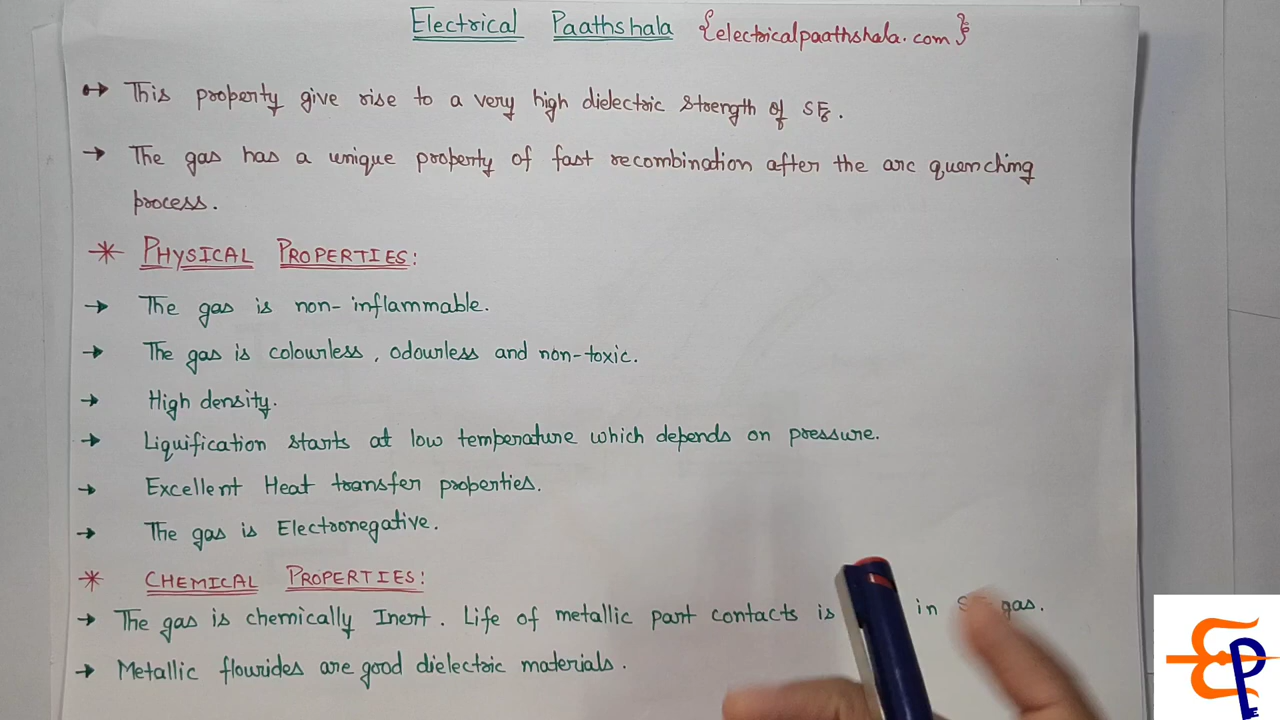 Electrical Paathshala {electricalpaathshala.com}
→ This property give rise to a very high dielectric strength of SF6.
→ The gas has a unique property of fast recombination after the arc quenching
process.
* PHYSICAL PROPERTIES:
→ The gas is non-inflammable.
→ The gas is colourless, odourless and non-toxic.
→ High density.
→ Liquification starts at low temperature which depends on pressure.
→ Excellent Heat transfer properties.
→ The gas is Electronegative.
* CHEMICAL PROPERTIES:
→ The gas is chemically Inert. Life of metallic part contacts is in gas.
→ Metallic flourides are good dielectric materials.
EP